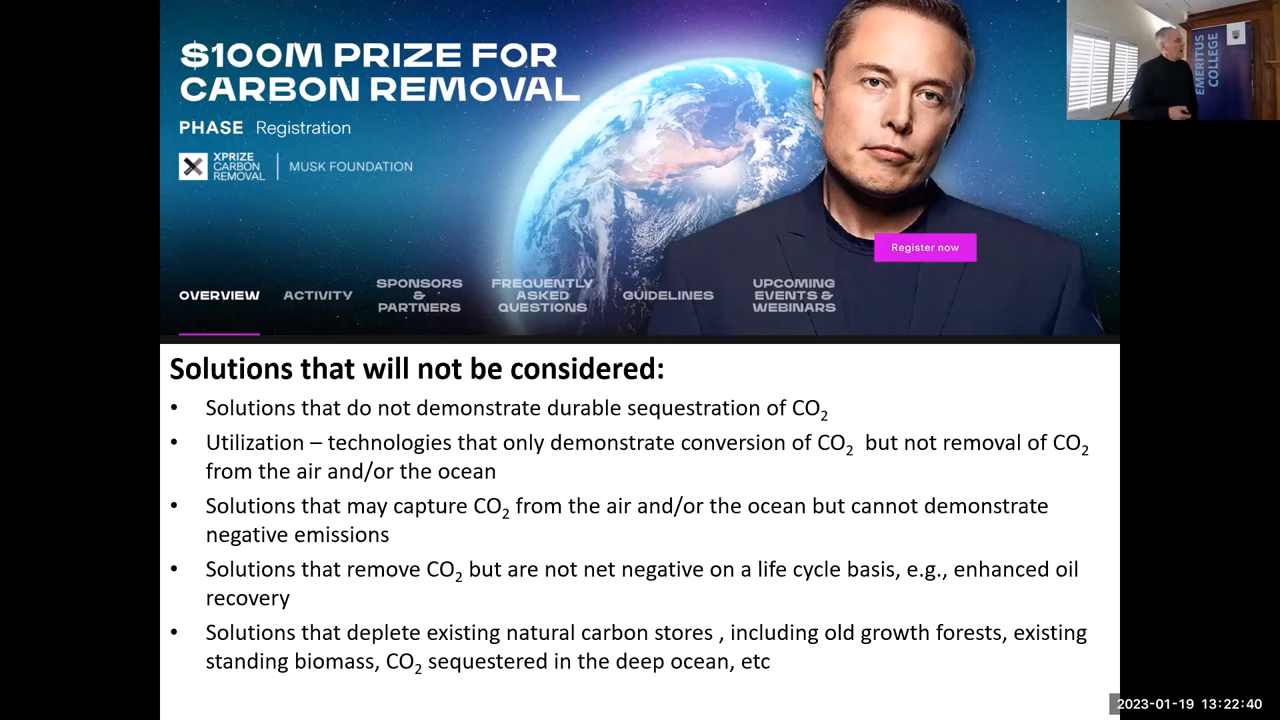 $100M PRIZE FOR
CARBON REMOVAL
PHASE Registration
XPRIZE
CARBON
REMOVAL
MUSK FOUNDATION
Register now
OVERVIEW
ACTIVITY
SPONSORS
&
PARTNERS
FREQUENTLY
ASKED
QUESTIONS
GUIDELINES
UPCOMING
EVENTS &
WEBINARS
EMERITUS
COLLEGE
Solutions that will not be considered:
• Solutions that do not demonstrate durable sequestration of CO₂
• Utilization – technologies that only demonstrate conversion of CO₂ but not removal of CO₂
from the air and/or the ocean
• Solutions that may capture CO₂ from the air and/or the ocean but cannot demonstrate
negative emissions
• Solutions that remove CO₂ but are not net negative on a life cycle basis, e.g., enhanced oil
recovery
• Solutions that deplete existing natural carbon stores , including old growth forests, existing
standing biomass, CO₂ sequestered in the deep ocean, etc
2023-01-19 13:22:40